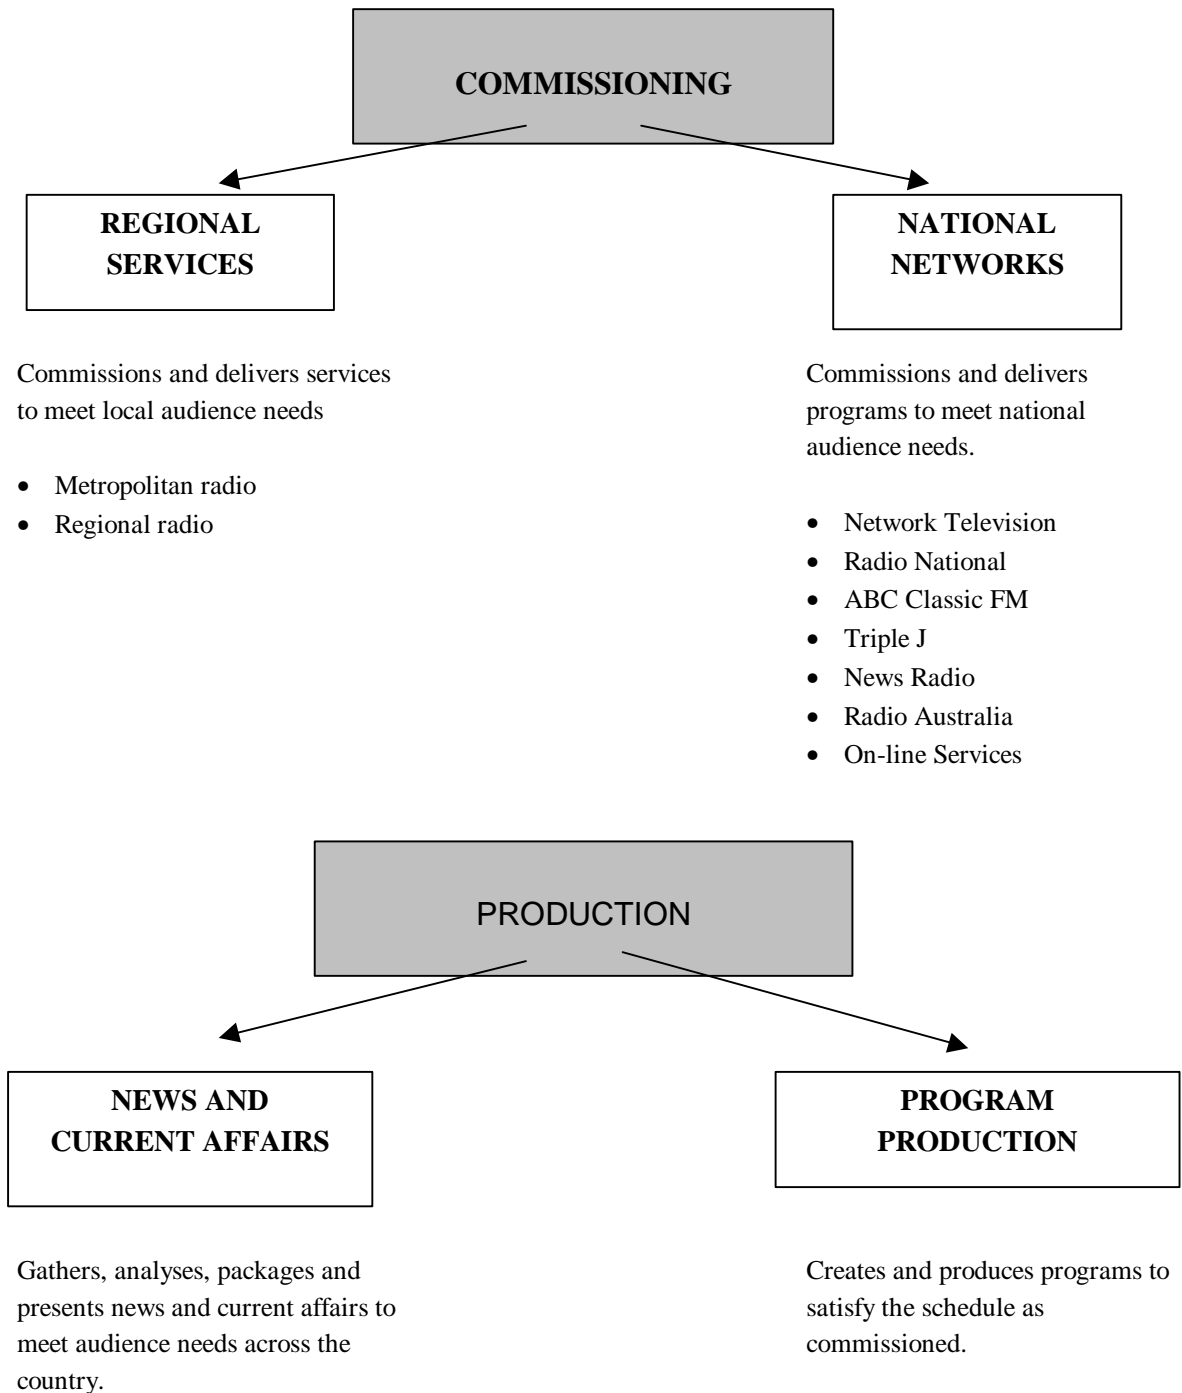 COMMISSIONING
REGIONAL
SERVICES
Commissions and delivers services
to meet local audience needs
• Metropolitan radio
• Regional radio
NATIONAL
NETWORKS
Commissions and delivers
programs to meet national
audience needs.
• Network Television
• Radio National
• ABC Classic FM
• Triple J
• News Radio
• Radio Australia
• On-line Services
PRODUCTION
NEWS AND
CURRENT AFFAIRS
Gathers, analyses, packages and
presents news and current affairs to
meet audience needs across the
country.
PROGRAM
PRODUCTION
Creates and produces programs to
satisfy the schedule as
commissioned.